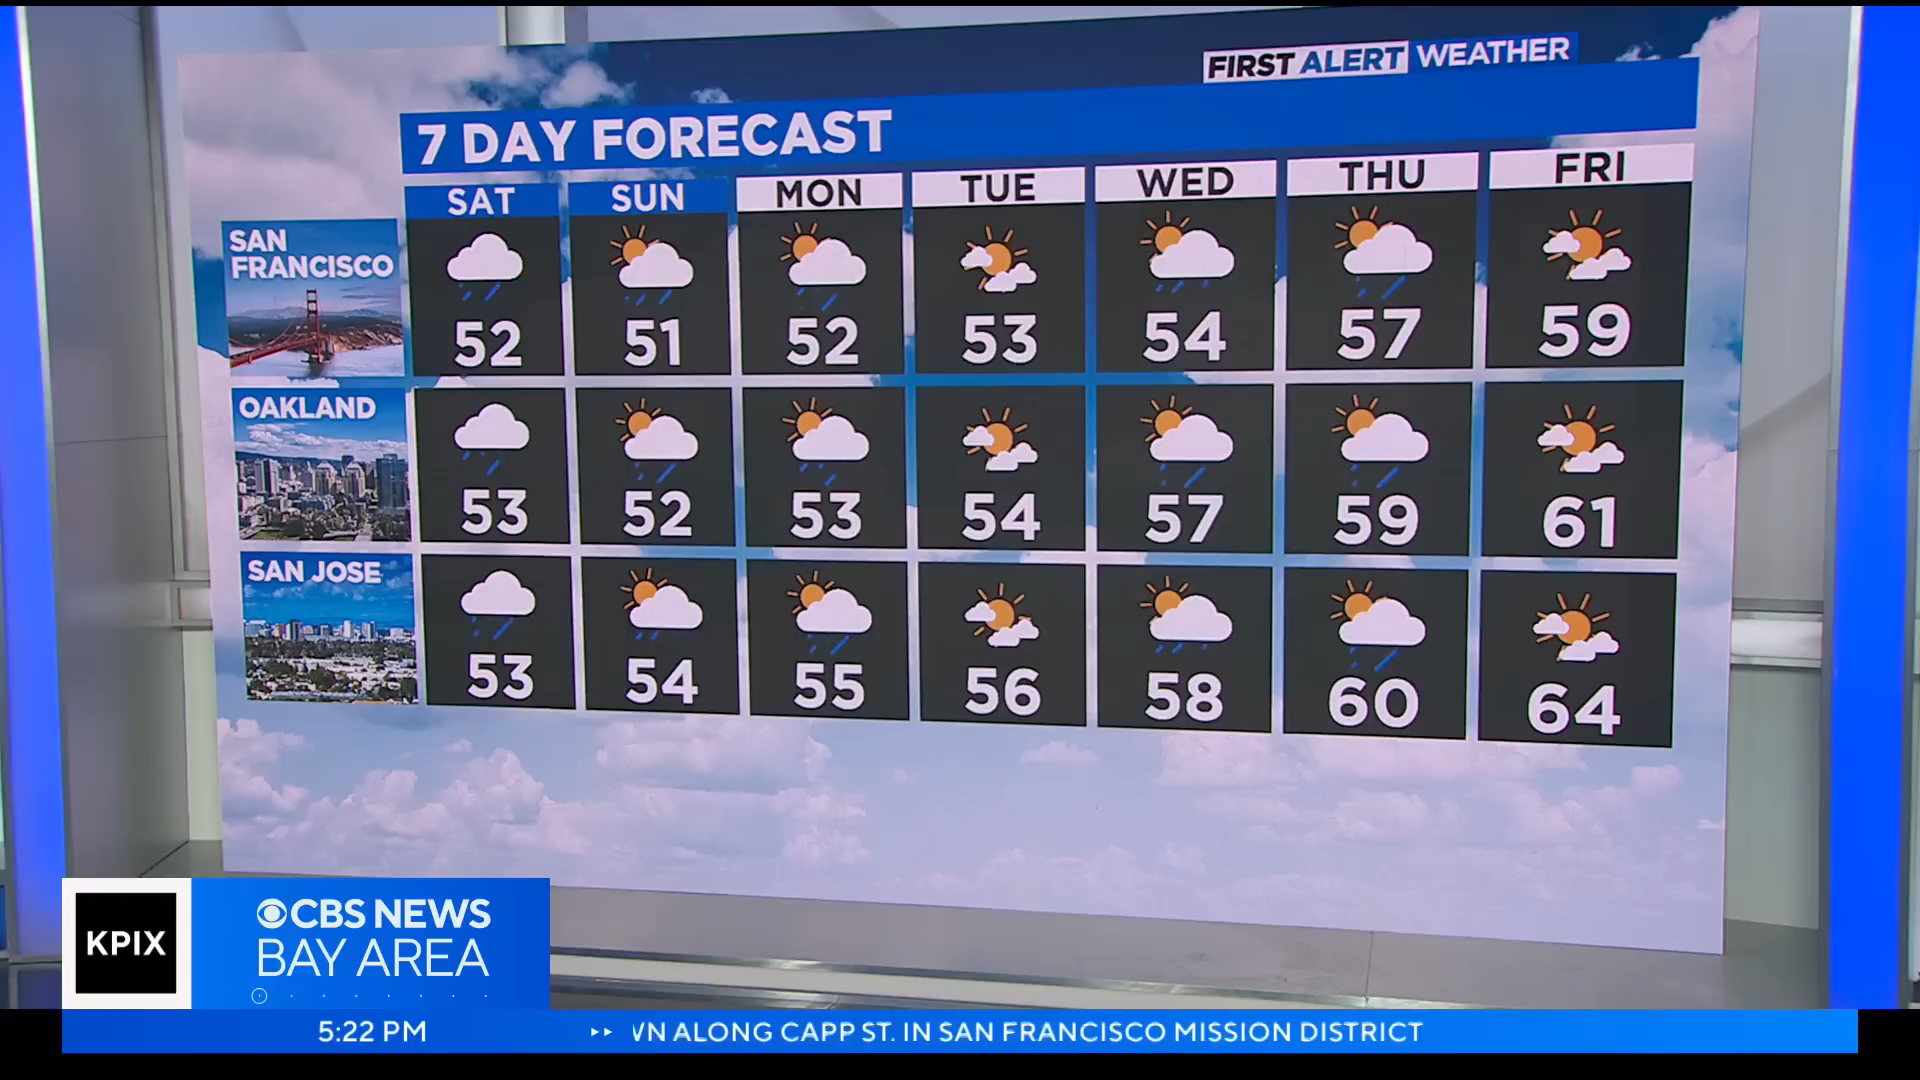 FIRST ALERT WEATHER
7 DAY FORECAST
SAT SUN MON TUE WED THU FRI
SAN
FRANCISCO
52 51 52 53 54 57 59
OAKLAND
53 52 53 54 57 59 61
SAN JOSE
53 54 55 56 58 60 64
KPIX
CBS NEWS
BAY AREA
5:22 PM
WN ALONG CAPP ST. IN SAN FRANCISCO MISSION DISTRICT